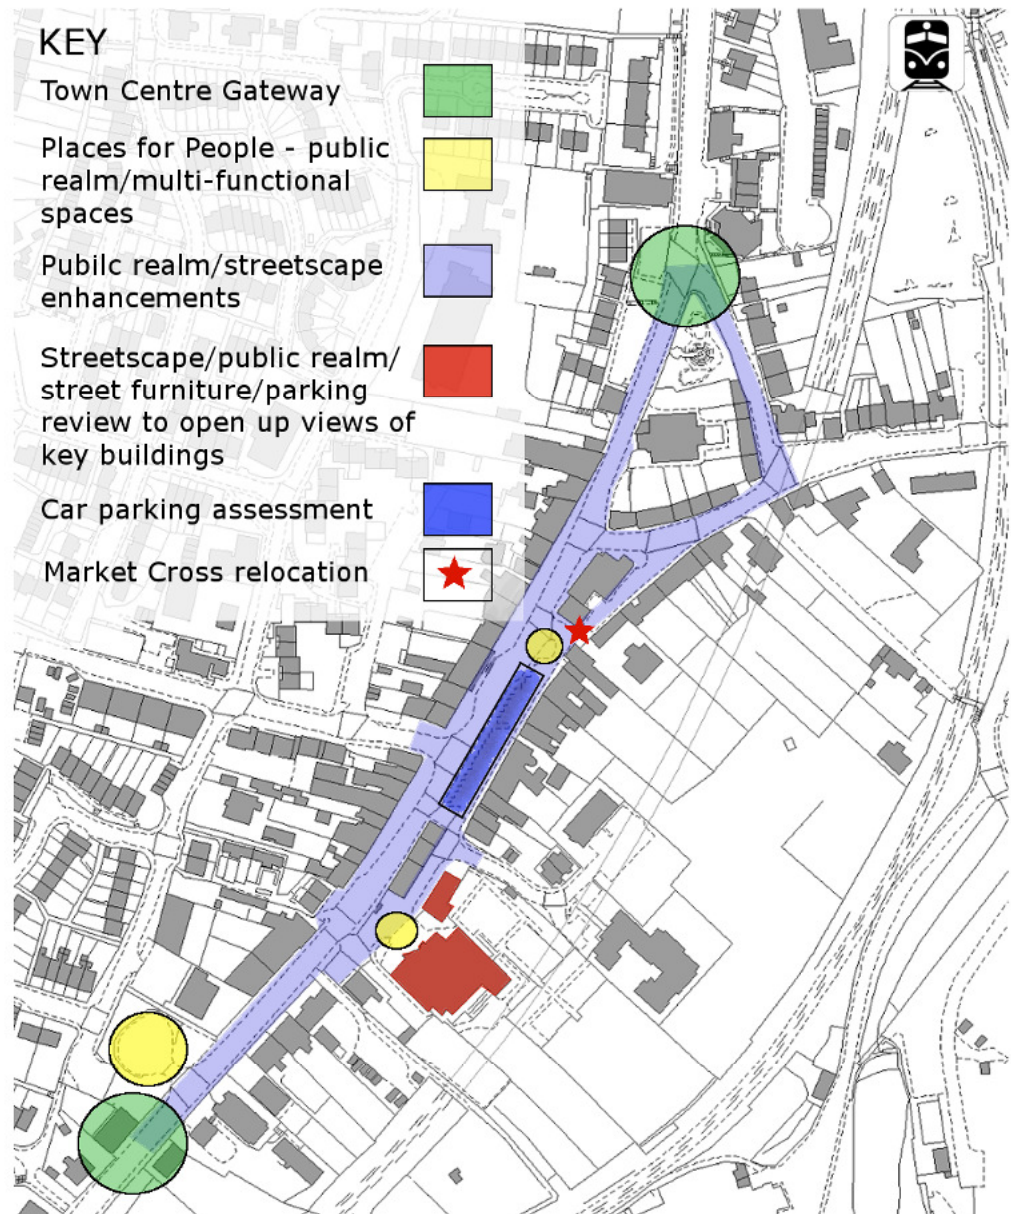 KEY
Town Centre Gateway
Places for People - public
realm/multi-functional
spaces
Pubilc realm/streetscape
enhancements
Streetscape/public realm/
street furniture/parking
review to open up views of
key buildings
Car parking assessment
Market Cross relocation